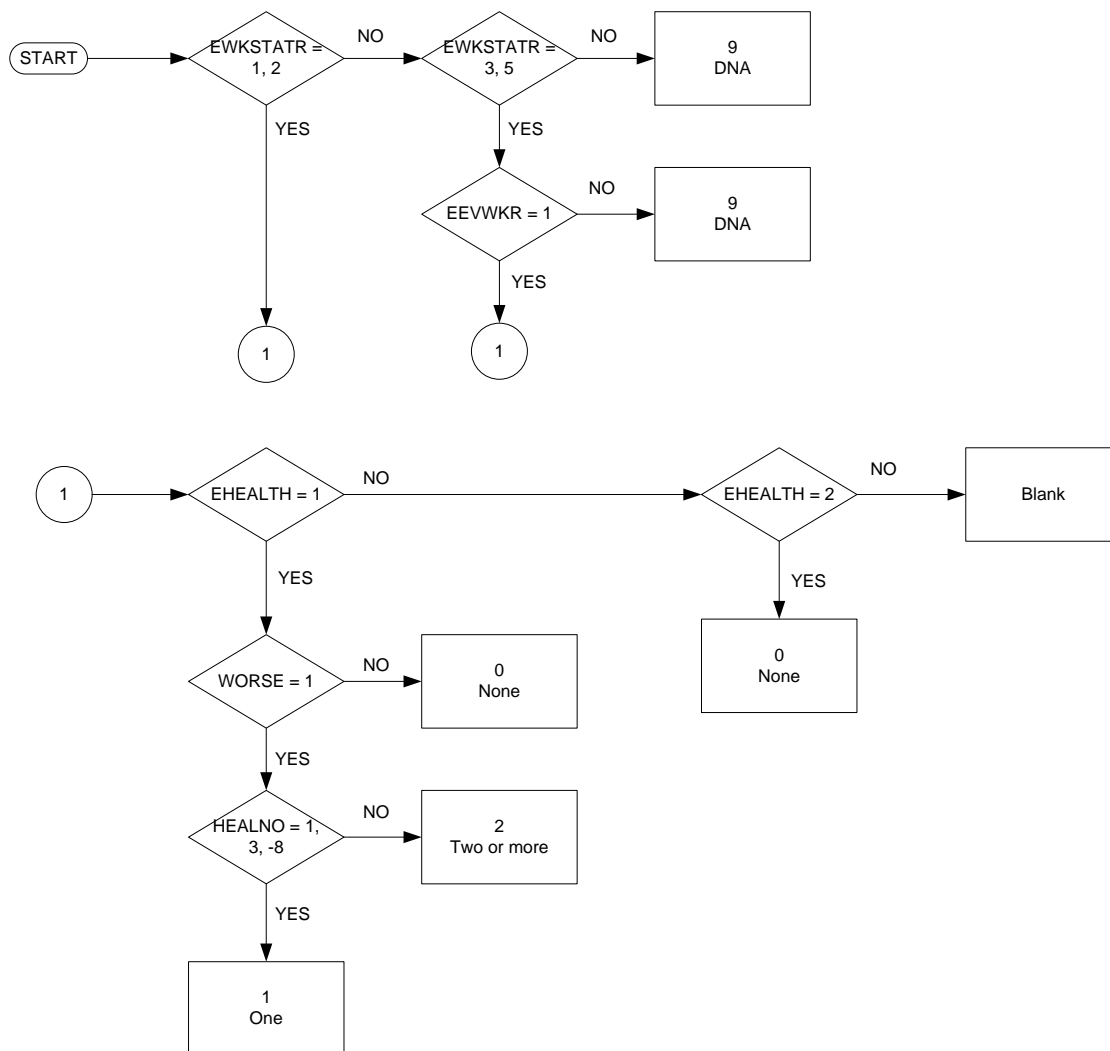 START
EWKSTATR =
1, 2
NO
EWKSTATR =
3, 5
NO
9
DNA
YES
YES
EEVWKR = 1
NO
9
DNA
YES
1
1
1
EHEALTH = 1
NO
EHEALTH = 2
NO
Blank
YES
YES
0
None
WORSE = 1
NO
0
None
YES
HEALNO = 1,
3, -8
NO
2
Two or more
YES
1
One